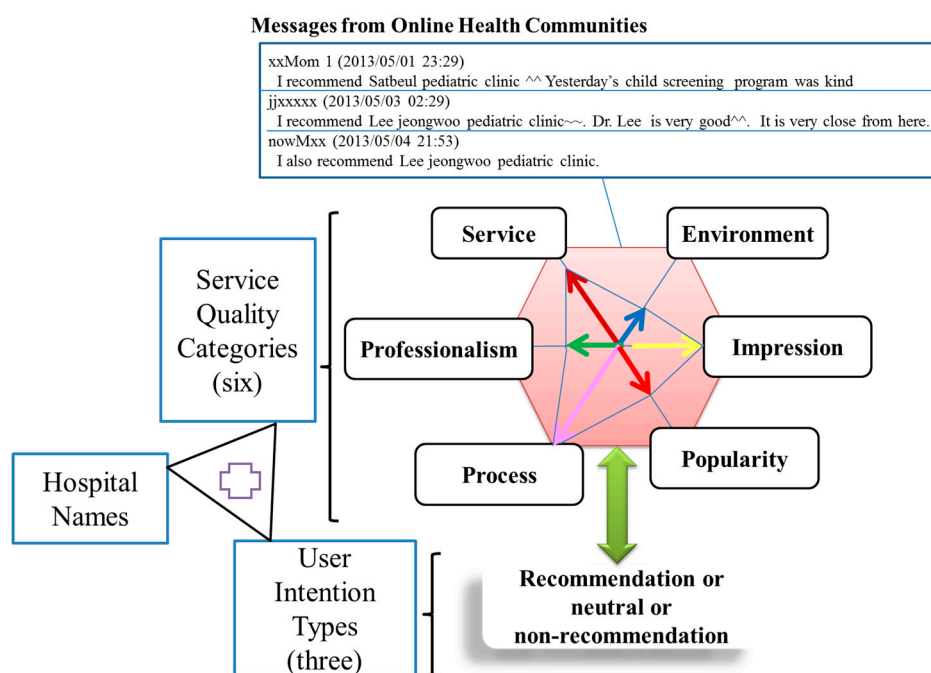 Messages from Online Health Communities
xxMom 1 (2013/05/01 23:29)
I recommend Satbeul pediatric clinic ^^ Yesterday's child screening program was kind
jjxxxxx (2013/05/03 02:29)
I recommend Lee jeongwoo pediatric clinic~~. Dr. Lee is very good^^. It is very close from here.
nowMxx (2013/05/04 21:53)
I also recommend Lee jeongwoo pediatric clinic.
Service
Quality
Categories
(six)
Service
Environment
Professionalism
Impression
Process
Popularity
Hospital
Names
User
Intention
Types
(three)
Recommendation or
neutral or
non-recommendation